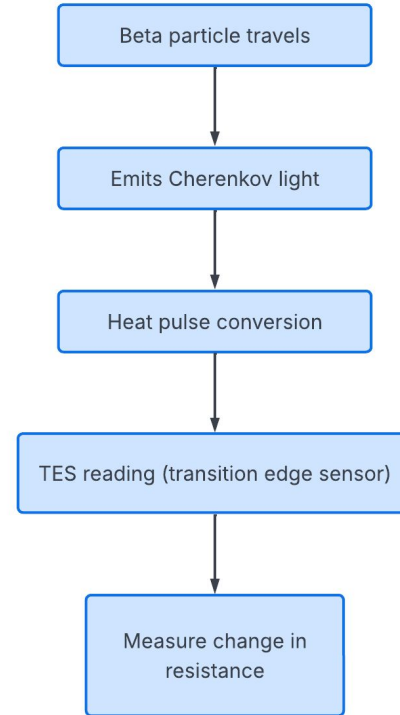 Beta particle travels
Emits Cherenkov light
Heat pulse conversion
TES reading (transition edge sensor)
Measure change in
resistance